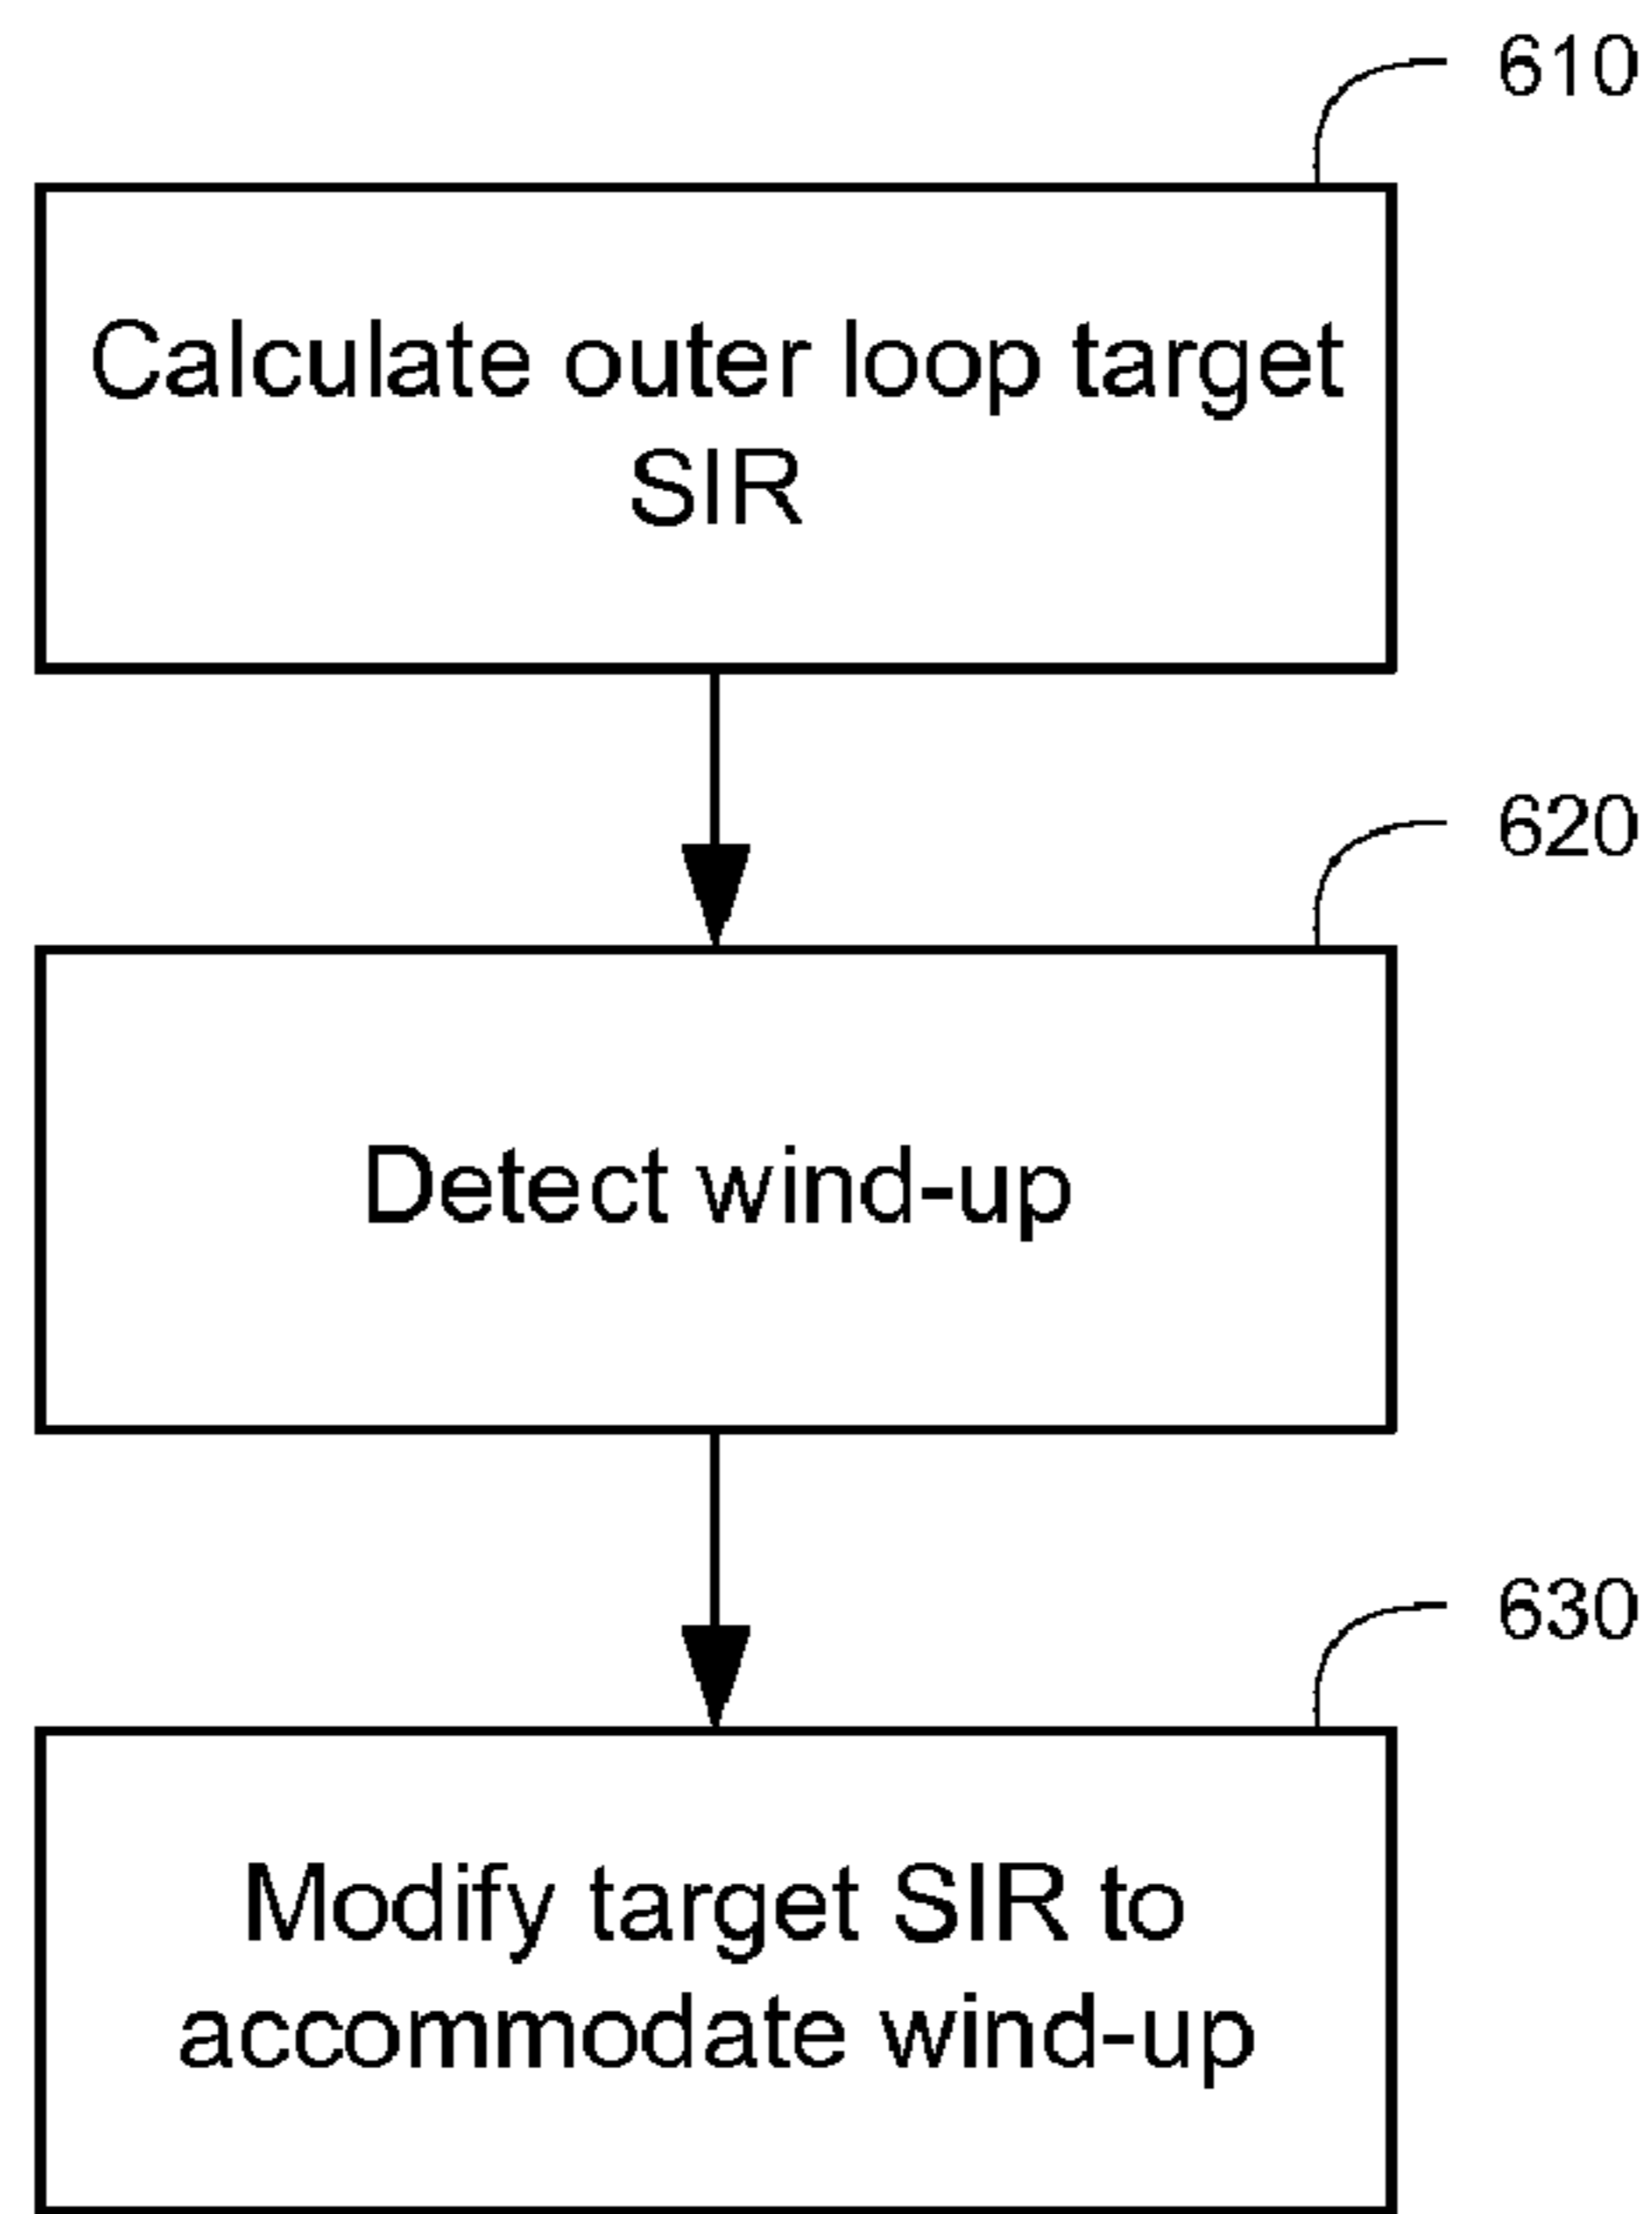 610
Calculate outer loop target
SIR
620
Detect wind-up
630
Modify target SIR to
accommodate wind-up